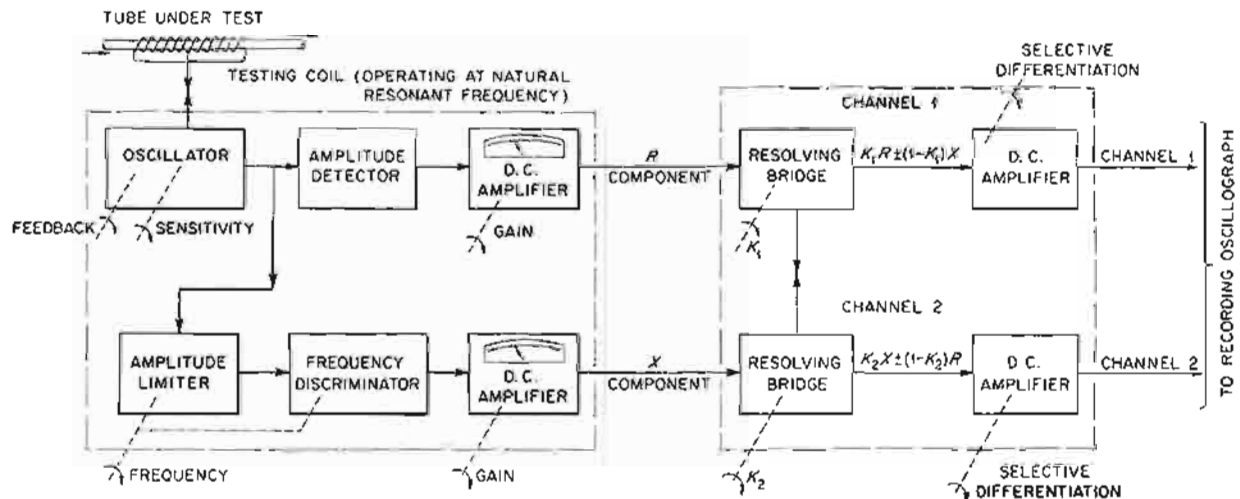 TUBE UNDER TEST
TESTING COIL (OPERATING AT NATURAL
RESONANT FREQUENCY)
SELECTIVE
DIFFERENTIATION
CHANNEL 1
OSCILLATOR
AMPLITUDE
DETECTOR
D. C.
AMPLIFIER
R
COMPONENT
RESOLVING
BRIDGE
K₁R±(1-K₁)X
D. C.
AMPLIFIER
CHANNEL 1
FEEDBACK
SENSITIVITY
GAIN
K₁
TO RECORDING OSCILLOGRAPH
CHANNEL 2
AMPLITUDE
LIMITER
FREQUENCY
DISCRIMINATOR
D. C.
AMPLIFIER
X
COMPONENT
RESOLVING
BRIDGE
K₂X±(1-K₂)R
D. C.
AMPLIFIER
CHANNEL 2
FREQUENCY
GAIN
K₂
SELECTIVE
DIFFERENTIATION